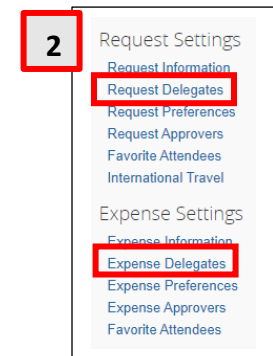 2
Request Settings
Request Information
Request Delegates
Request Preferences
Request Approvers
Favorite Attendees
International Travel
Expense Settings
Expense Information
Expense Delegates
Expense Preferences
Expense Approvers
Favorite Attendees